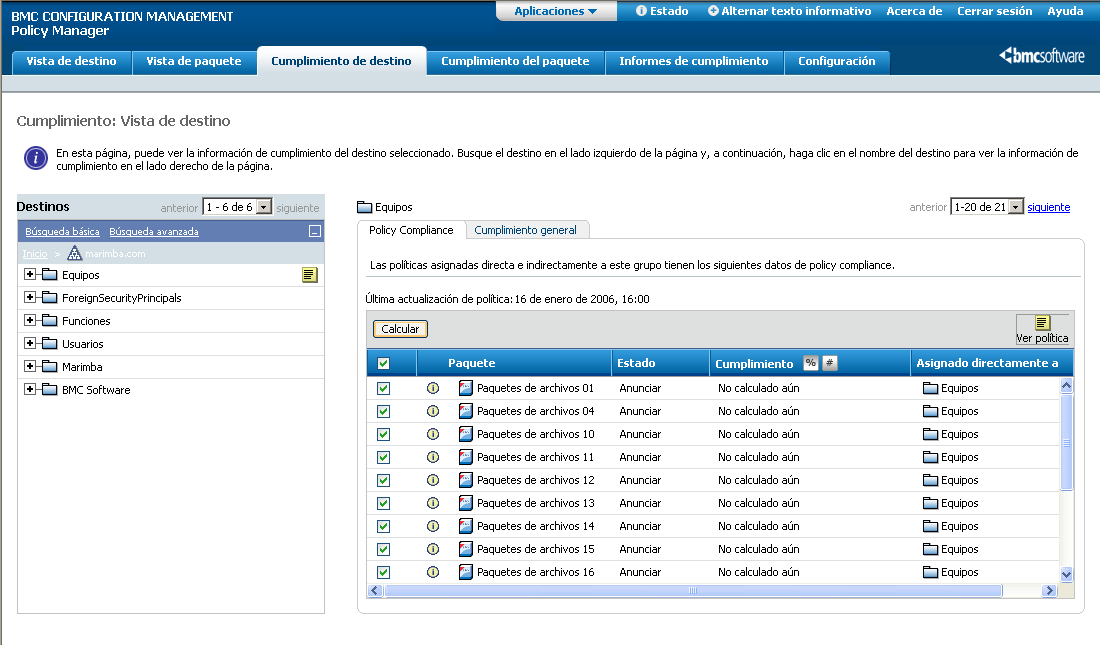 BMC CONFIGURATION MANAGEMENT
Policy Manager
Aplicaciones Estado Alternar texto informativo Acerca de Cerrar sesión Ayuda
Vista de destino Vista de paquete Cumplimiento de destino Cumplimiento del paquete Informes de cumplimiento Configuración
bmcsoftware
Cumplimiento: Vista de destino
En esta página, puede ver la información de cumplimiento del destino seleccionado. Busque el destino en el lado izquierdo de la página y, a continuación, haga clic en el nombre del destino para ver la información de
cumplimiento en el lado derecho de la página.
Destinos anterior 1 - 6 de 6 siguiente
Búsqueda básica Búsqueda avanzada
Inicio > marimba.com
Equipos
ForeignSecurityPrincipals
Funciones
Usuarios
Marimba
BMC Software
Equipos anterior 1-20 de 21 siguiente
Policy Compliance Cumplimiento general
Las políticas asignadas directa e indirectamente a este grupo tienen los siguientes datos de policy compliance.
Última actualización de política: 16 de enero de 2006, 16:00
Calcular Ver política
Paquete Estado Cumplimiento % # Asignado directamente a
Paquetes de archivos 01 Anunciar No calculado aún Equipos
Paquetes de archivos 04 Anunciar No calculado aún Equipos
Paquetes de archivos 10 Anunciar No calculado aún Equipos
Paquetes de archivos 11 Anunciar No calculado aún Equipos
Paquetes de archivos 12 Anunciar No calculado aún Equipos
Paquetes de archivos 13 Anunciar No calculado aún Equipos
Paquetes de archivos 14 Anunciar No calculado aún Equipos
Paquetes de archivos 15 Anunciar No calculado aún Equipos
Paquetes de archivos 16 Anunciar No calculado aún Equipos